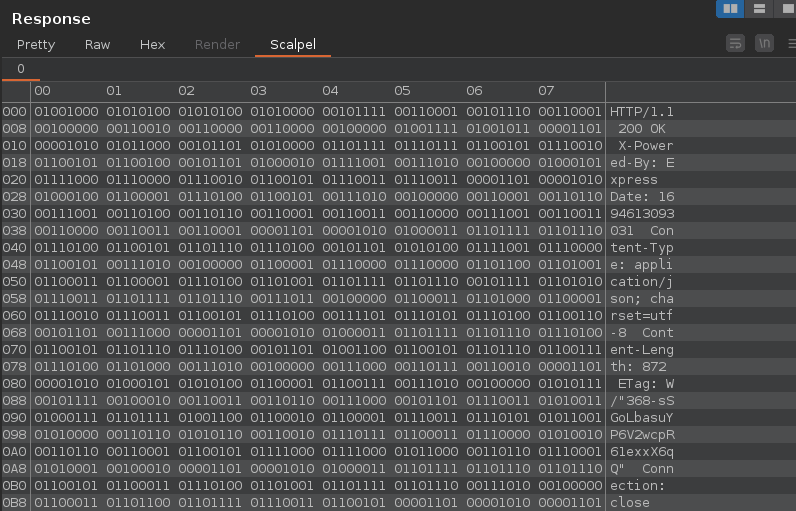 Response
Pretty Raw Hex Render Scalpel
\n
0
00 01 02 03 04 05 06 07
000 01001000 01010100 01010100 01010000 00101111 00110001 00101110 00110001 HTTP/1.1
008 00100000 00110010 00110000 00110000 00100000 01001111 01001011 00001101 200 OK
010 00001010 01011000 00101101 01010000 01101111 01110111 01100101 01110010 X-Power
018 01100101 01100100 00101101 01000010 01111001 00111010 00100000 01000101 ed-By: E
020 01111000 01110000 01110010 01100101 01110011 01110011 00001101 00001010 xpress
028 01000100 01100001 01110100 01100101 00111010 00100000 00110001 00110110 Date: 16
030 00111001 00110100 00110110 00110001 00110011 00110000 00111001 00110011 94613093
038 00110000 00110011 00110001 00001101 00001010 01000011 01101111 01101110 031 Con
040 01110100 01100101 01101110 01110100 00101101 01010100 01111001 01110000 tent-Typ
048 01100101 00111010 00100000 01100001 01110000 01110000 01101100 01101001 e: appli
050 01100011 01100001 01110100 01101001 01101111 01101110 00101111 01101010 cation/j
058 01110011 01101111 01101110 00111011 00100000 01100011 01101000 01100001 son; cha
060 01110010 01110011 01100101 01110100 00111101 01110101 01110100 01100110 rset=utf
068 00101101 00111000 00001101 00001010 01000011 01101111 01101110 01110100 -8 Cont
070 01100101 01101110 01110100 00101101 01001100 01100101 01101110 01100111 ent-Leng
078 01110100 01101000 00111010 00100000 00111000 00110111 00110010 00001101 th: 872
080 00001010 01000101 01010100 01100001 01100111 00111010 00100000 01010111 ETag: W
088 00101111 00100010 00110011 00110110 00111000 00101101 01110011 01010011 /"368-sS
090 01000111 01101111 01001100 01100010 01100001 01110011 01110101 01011001 GoLbasuY
098 01010000 00110110 01010110 00110010 01110111 01100011 01110000 01010010 P6V2wcpR
0A0 00110110 00110001 01100101 01111000 01111000 01011000 00110110 01110001 61exxX6q
0A8 01010001 00100010 00001101 00001010 01000011 01101111 01101110 01101110 Q" Conn
0B0 01100101 01100011 01110100 01101001 01101111 01101110 00111010 00100000 ection:
0B8 01100011 01101100 01101111 01110011 01100101 00001101 00001010 00001101 close